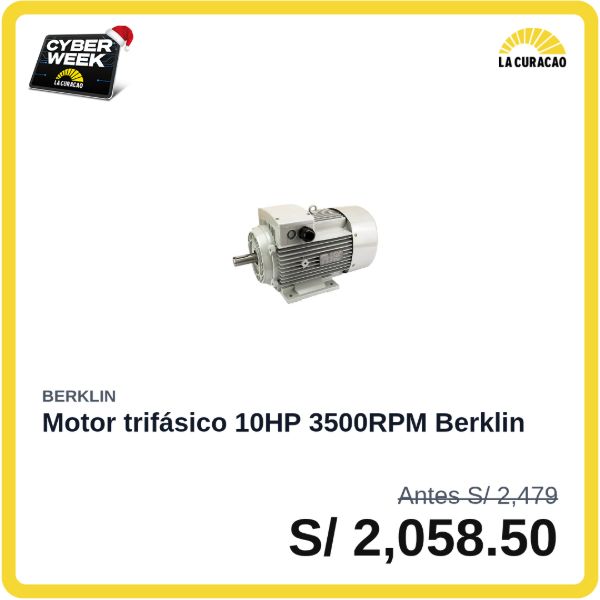 CYBER
WEEK
LA CURACAO
LA CURACAO
BERKLIN
Motor trifásico 10HP 3500RPM Berklin
Antes S/ 2,479
S/ 2,058.50